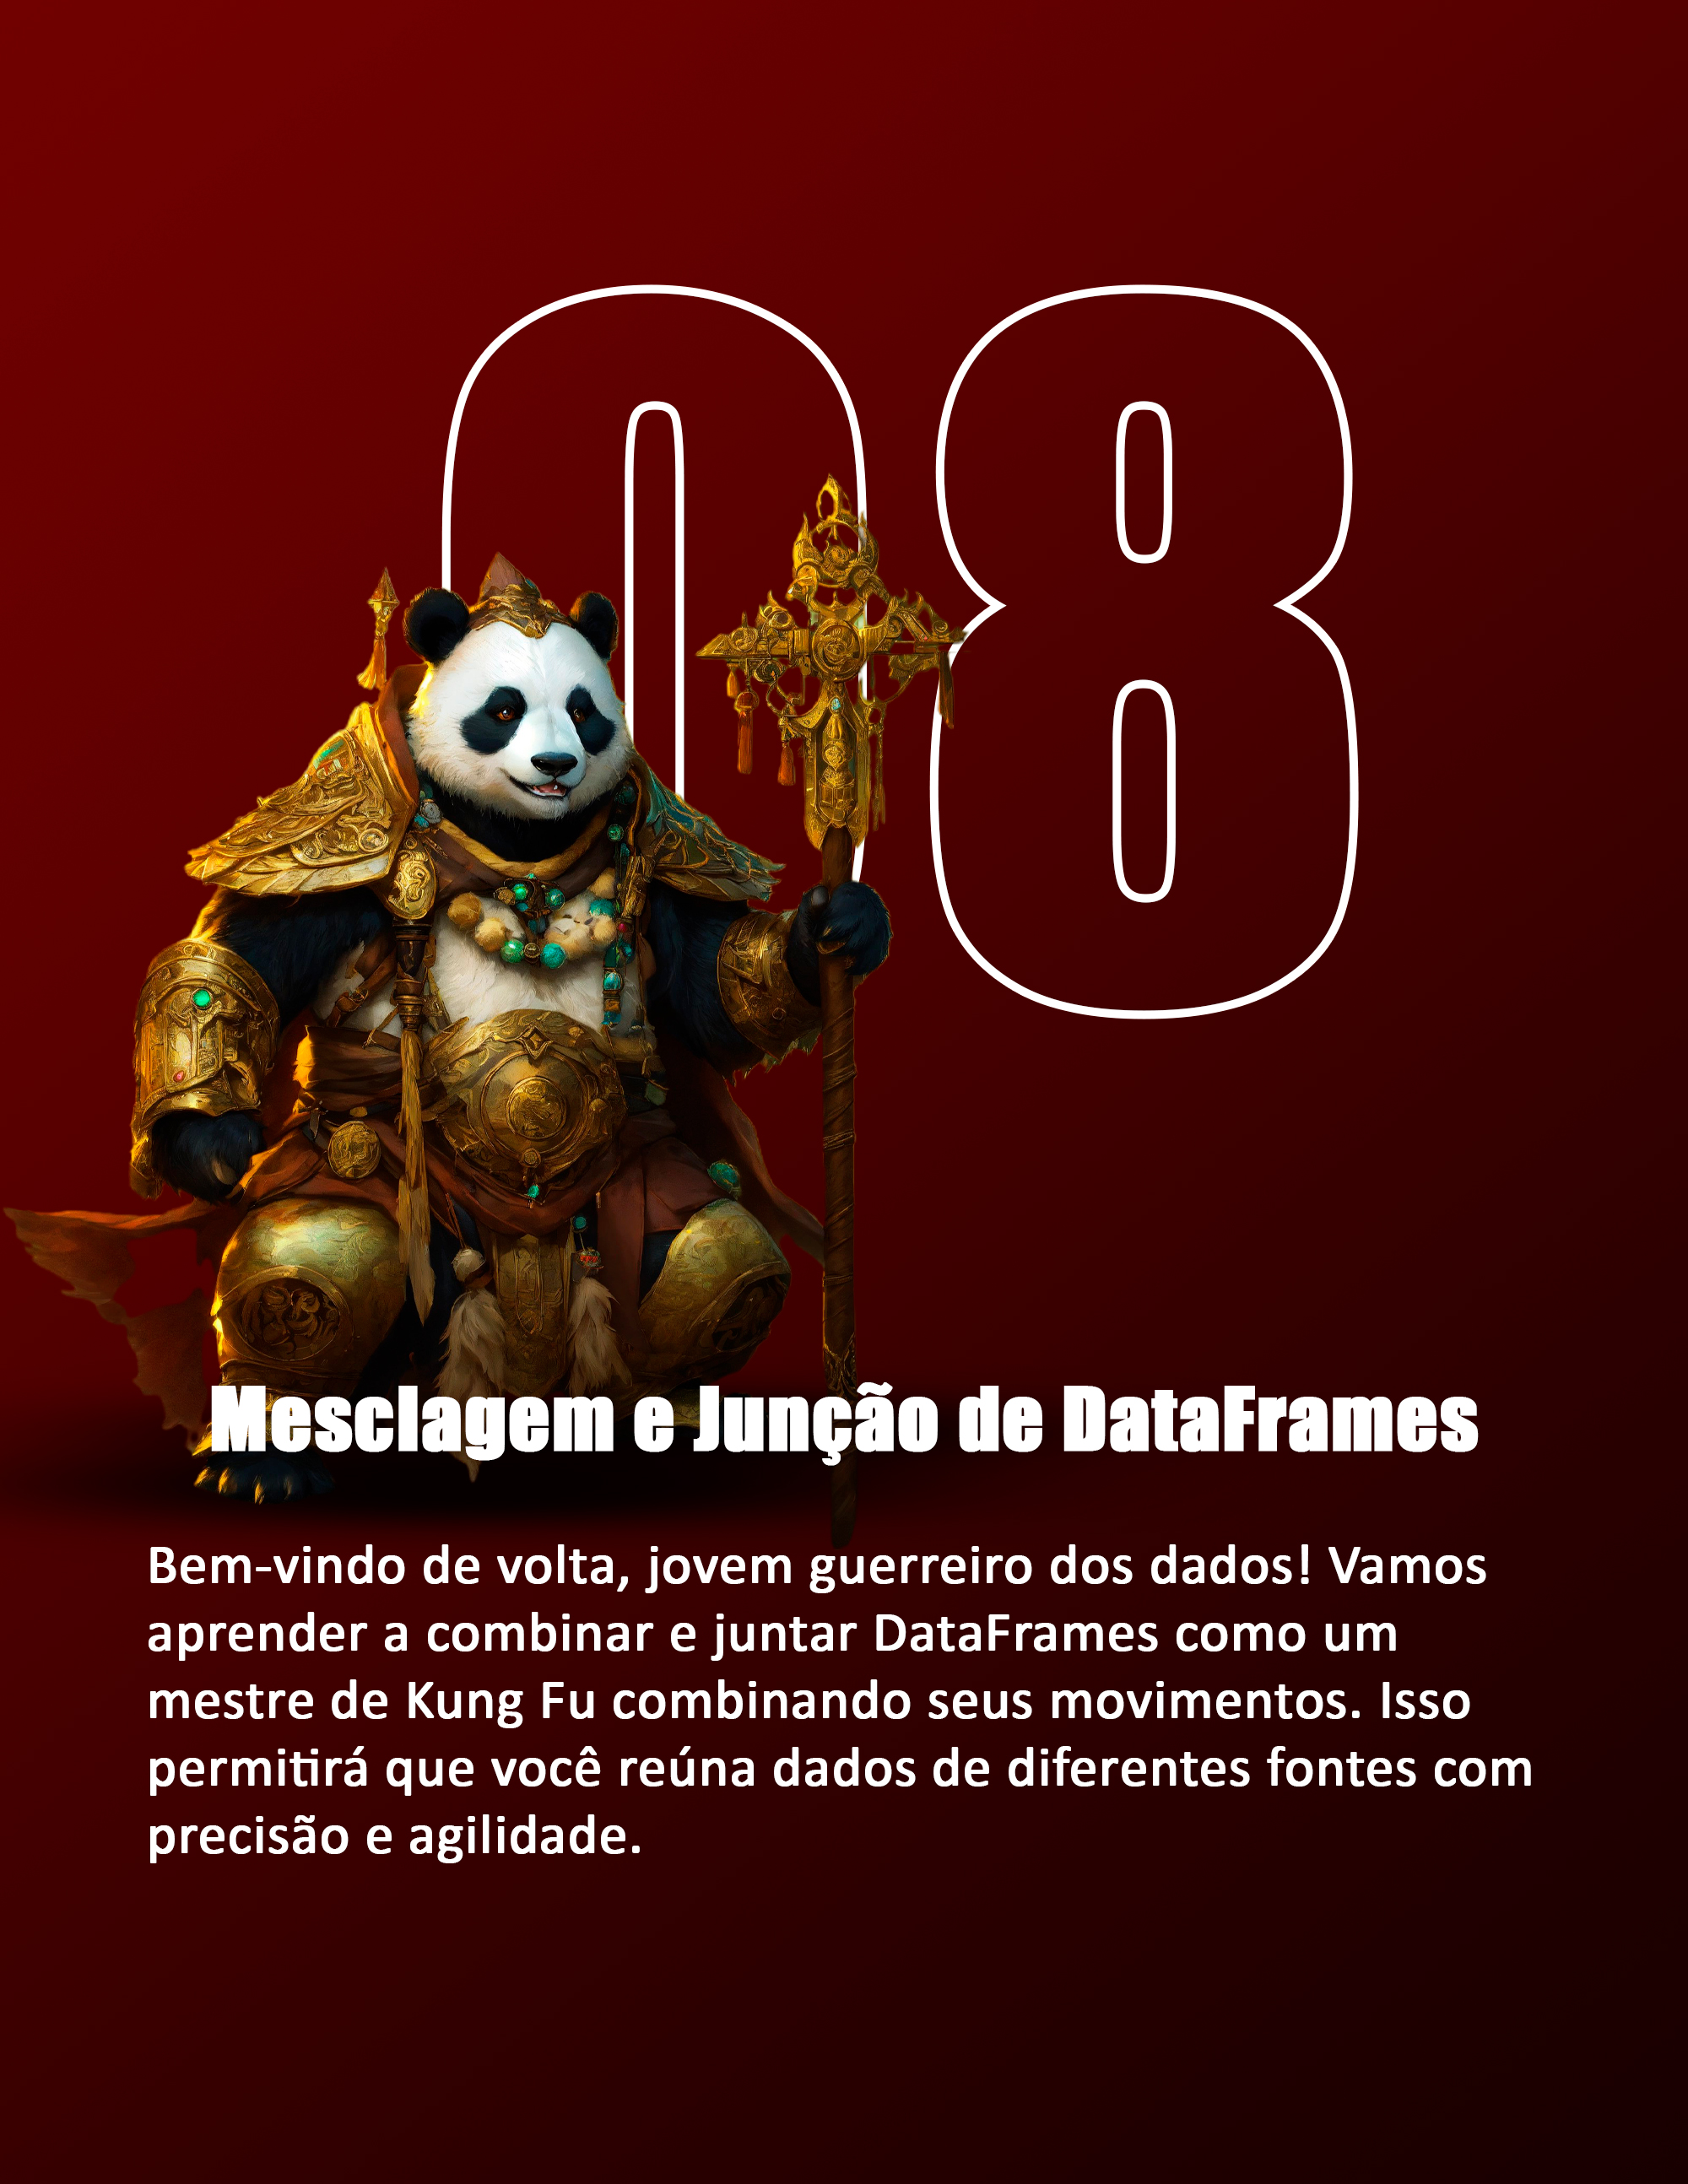 08
Mesclagem e Junção de DataFrames
Bem-vindo de volta, jovem guerreiro dos dados! Vamos
aprender a combinar e juntar DataFrames como um
mestre de Kung Fu combinando seus movimentos. Isso
permitirá que você reúna dados de diferentes fontes com
precisão e agilidade.